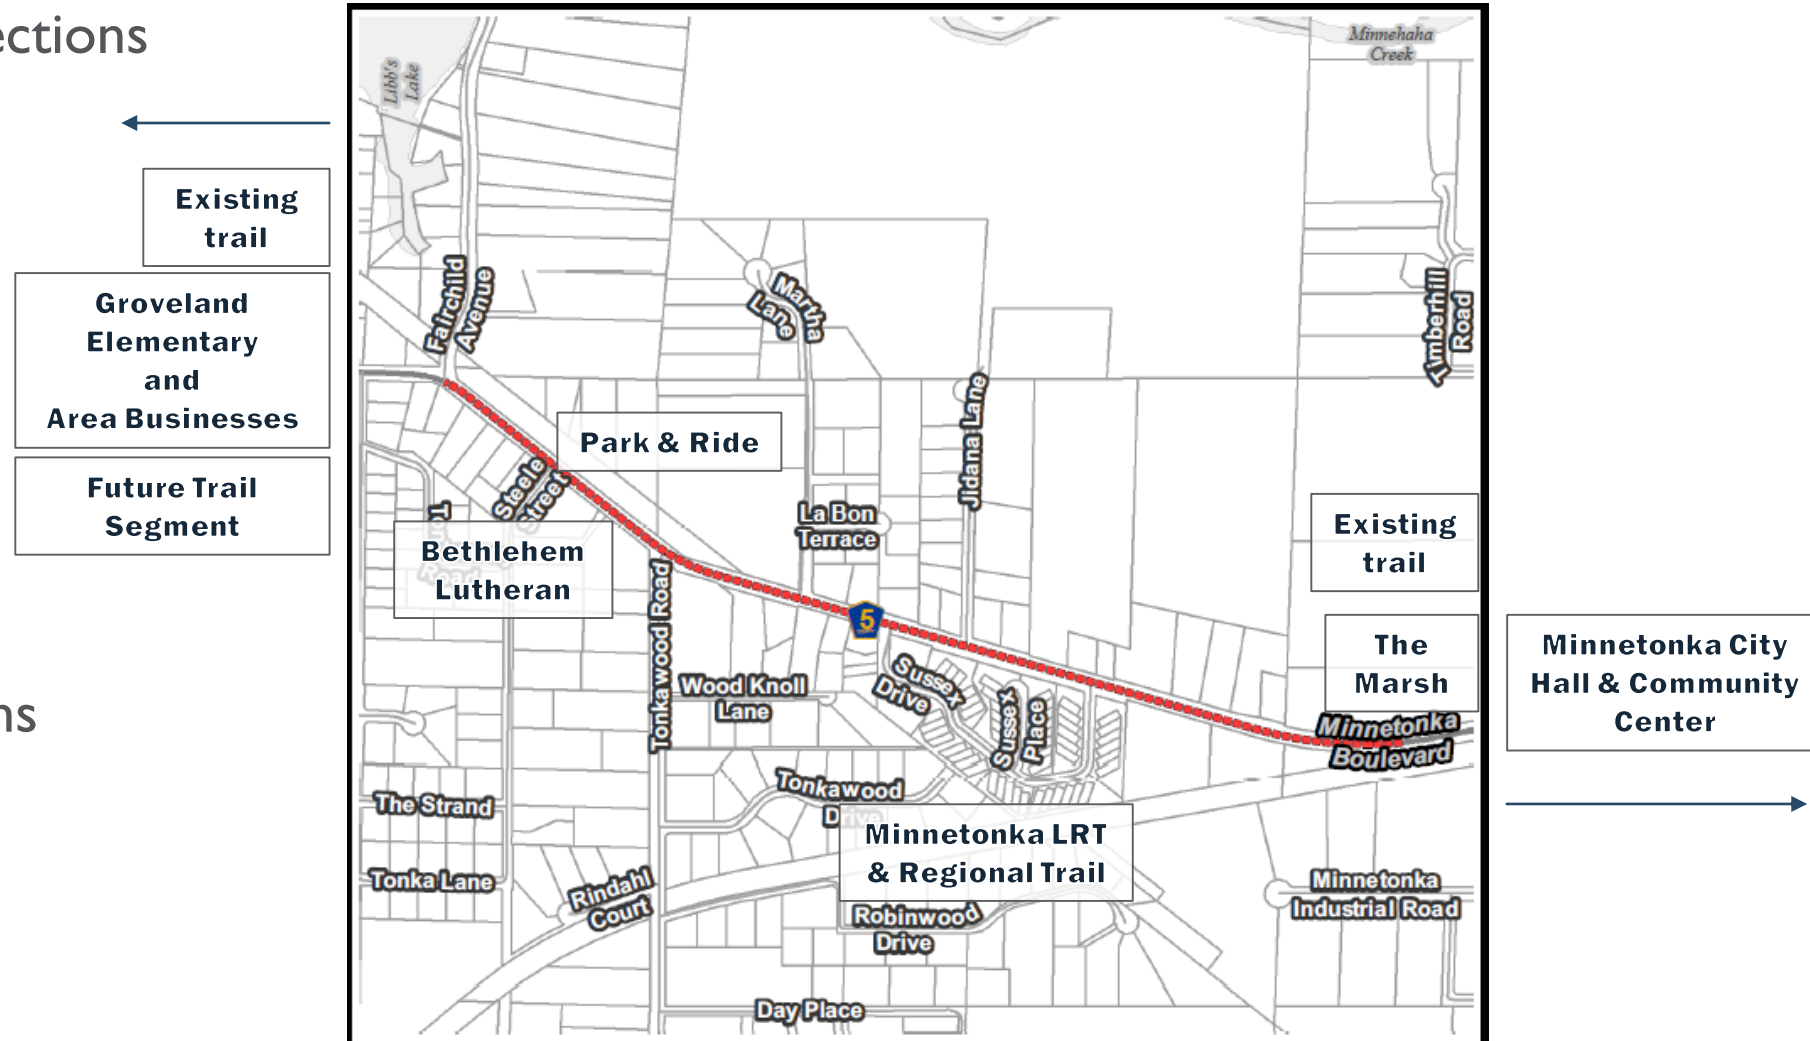 ections
Existing
trail
Groveland
Elementary
and
Area Businesses
Future Trail
Segment
ns
Libb's
Lake
Minnehaha
Creek
Fairchild
Avenue
Martha
Lane
Timberhill
Road
Park & Ride
Steele
Street
Jidana Lane
La Bon
Terrace
Bethlehem
Lutheran
Road
Tonkawood Road
5
Existing
trail
The
Marsh
Minnetonka City
Hall & Community
Center
Wood Knoll
Lane
Sussex
Drive
Sussex
Place
Minnetonka
Boulevard
The Strand
Tonkawood
Drive
Minnetonka LRT
& Regional Trail
Tonka Lane
Rindahl
Court
Robinwood
Drive
Minnetonka
Industrial Road
Day Place